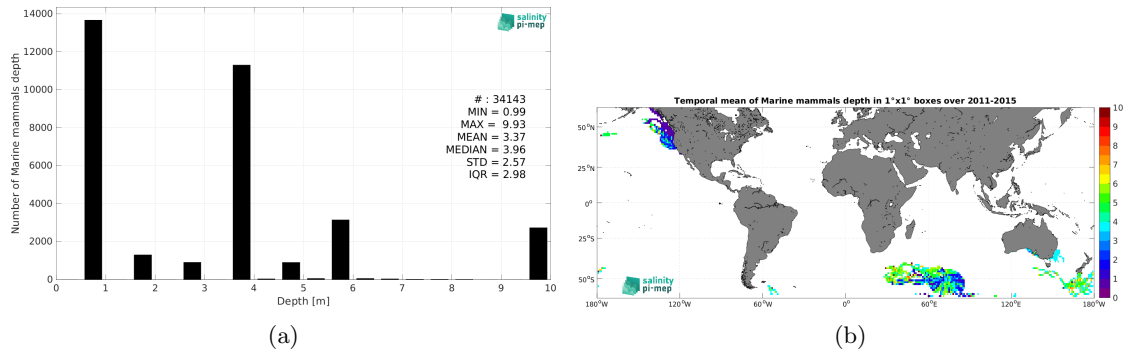 14000
12000
10000
8000
6000
4000
2000
0
Number of Marine mammals depth
salinity
pi-mep
# : 34143
MIN = 0.99
MAX = 9.93
MEAN = 3.37
MEDIAN = 3.96
STD = 2.57
IQR = 2.98
0 1 2 3 4 5 6 7 8 9 10
Depth [m]
(a)
Temporal mean of Marine mammals depth in 1°x1° boxes over 2011-2015
50°N
25°N
0°
25°S
50°S
salinity
pi-mep
180°W 120°W 60°W 0° 60°E 120°E 180°E
10
9
8
7
6
5
4
3
2
1
0
(b)